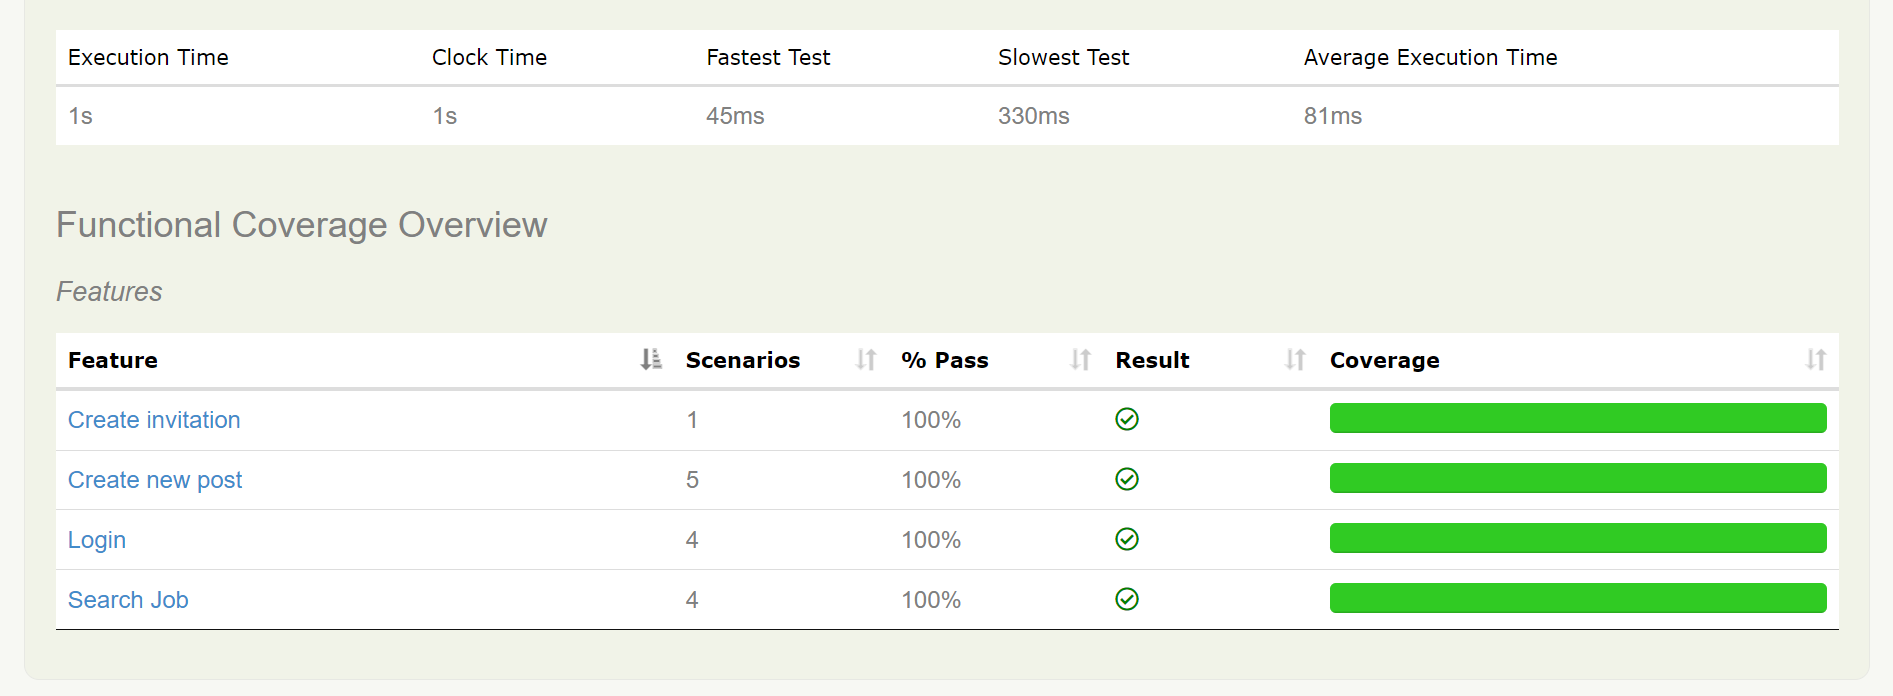 Execution Time Clock Time Fastest Test Slowest Test Average Execution Time
1s 1s 45ms 330ms 81ms
Functional Coverage Overview
Features
Feature Scenarios % Pass Result Coverage
Create invitation 1 100%
Create new post 5 100%
Login 4 100%
Search Job 4 100%